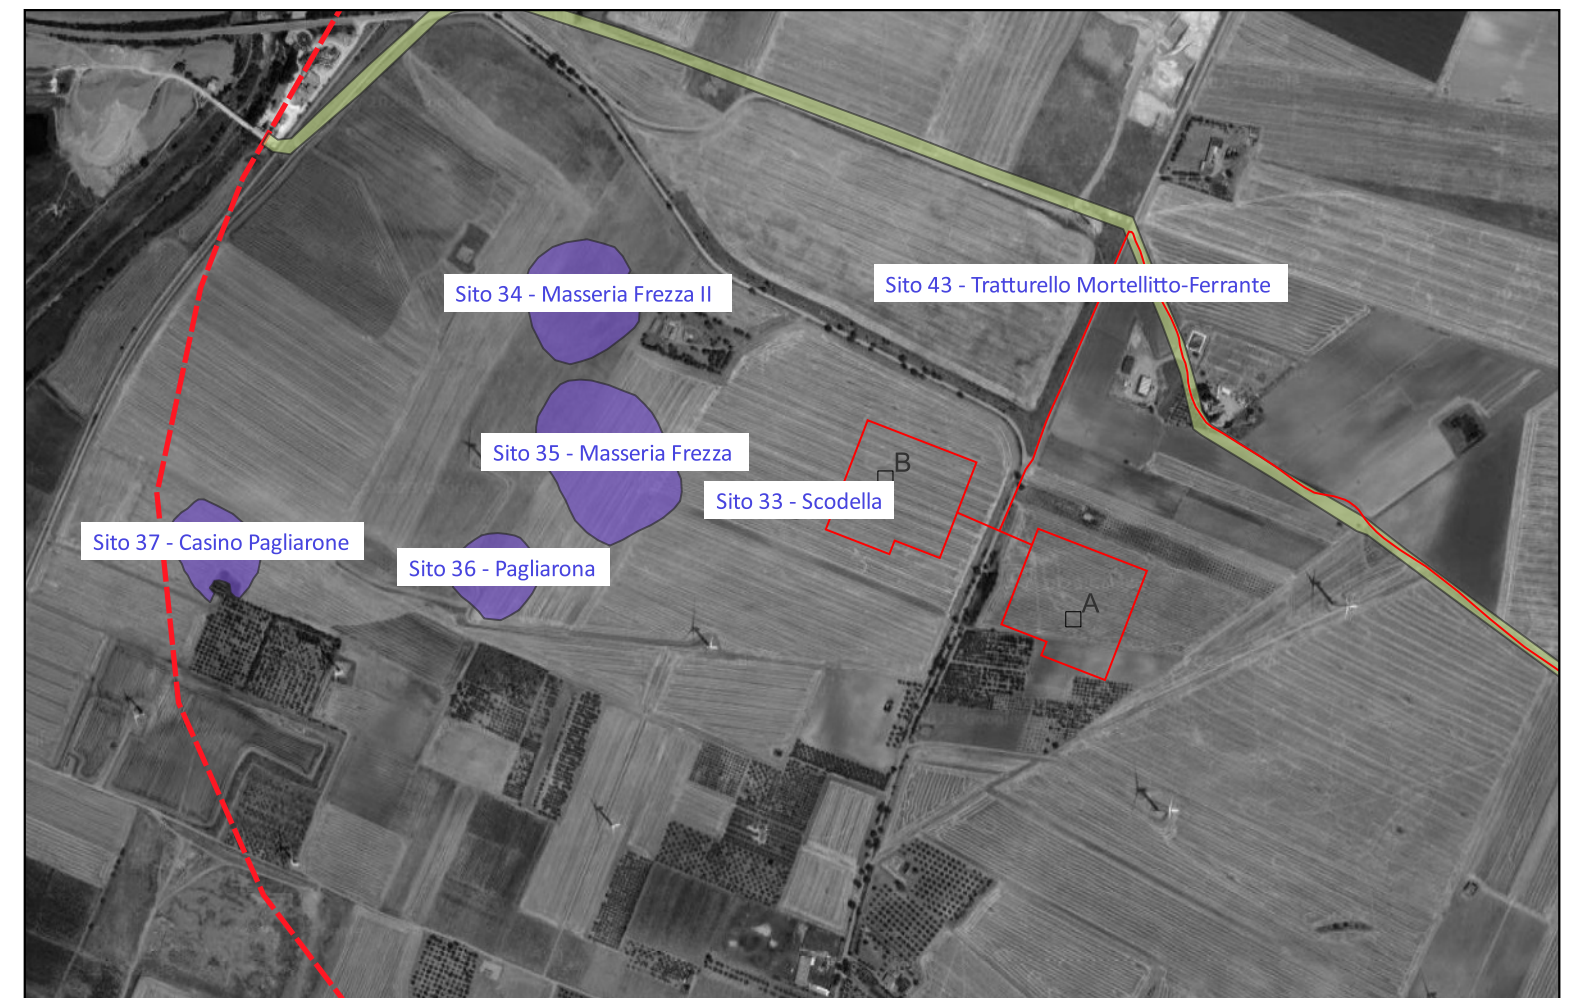 Sito 43 - Tratturello Mortellitto-Ferrante
Sito 34 - Masseria Frezza II
Sito 35 - Masseria Frezza
B
Sito 33 - Scodella
Sito 37 - Casino Pagliarone
Sito 36 - Pagliarona
A